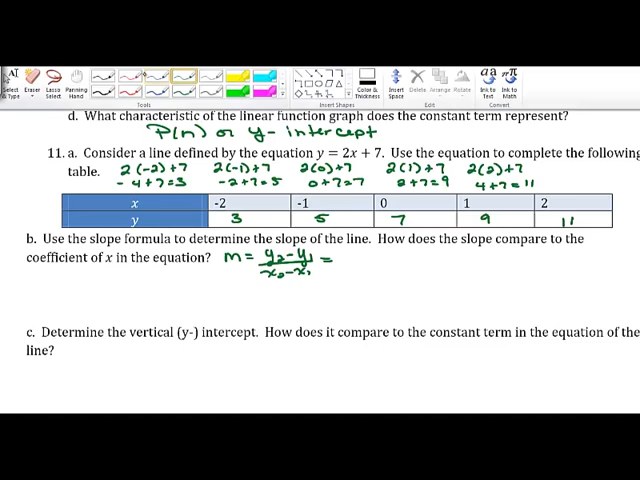 Select & Type
Eraser
Lasso
Panning Hand
Color & Thickness
Insert Space
Delete
Arrange
Rotate
Ink to Text
Ink to Math
Tools
Insert Shapes
Edit
Convert
d. What characteristic of the linear function graph does the constant term represent?
P(n) or y-intercept
11. a. Consider a line defined by the equation y = 2x + 7. Use the equation to complete the following
table. 2(-2)+7 2(-1)+7 2(0)+7 2(1)+7 2(2)+7
-4+7=3 -2+7=5 0+7=7 2+7=9 4+7=11
x -2 -1 0 1 2
y 3 5 7 9 11
b. Use the slope formula to determine the slope of the line. How does the slope compare to the
coefficient of x in the equation? m = y₂-y₁ =
x₂-x₁
c. Determine the vertical (y-) intercept. How does it compare to the constant term in the equation of the
line?